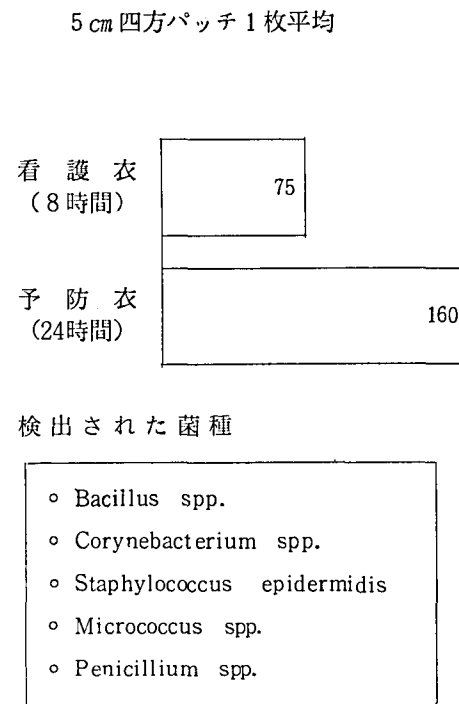 5cm四方パッチ1枚平均
看護衣
(8時間)
75
予防衣
(24時間)
160
検出された菌種
○ Bacillus spp.
○ Corynebacterium spp.
○ Staphylococcus epidermidis
○ Micrococcus spp.
○ Penicillium spp.